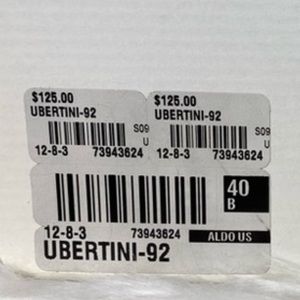 $125.00
UBERTINI-92
S09
U
12-8-3 73943624
$125.00
UBERTINI-92
S09
U
12-8-3 73943624
40
B
12-8-3 73943624 ALDO US
UBERTINI-92